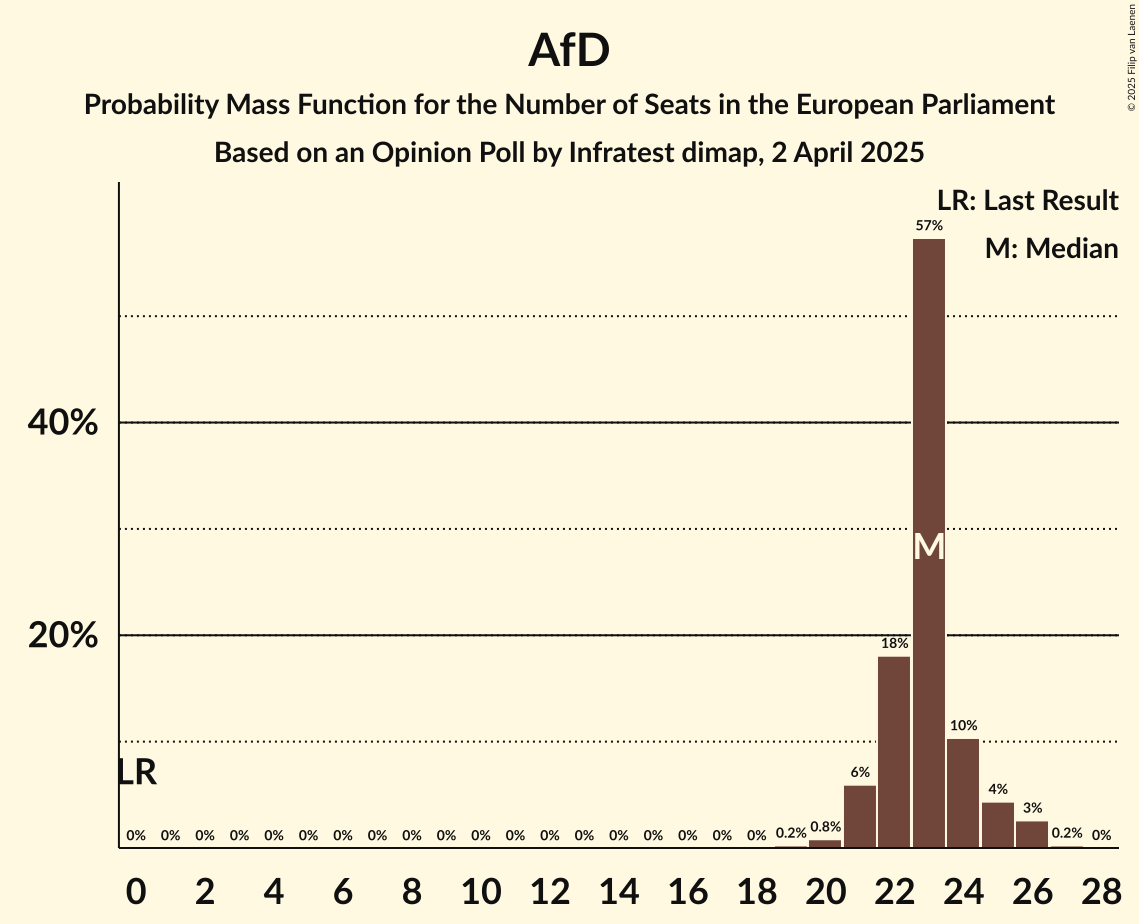 AfD
Probability Mass Function for the Number of Seats in the European Parliament
Based on an Opinion Poll by Infratest dimap, 2 April 2025
© 2025 Filip van Laenen
LR: Last Result
M: Median
57%
40%
M
20%
18%
10%
LR
6%
4%
3%
0% 0% 0% 0% 0% 0% 0% 0% 0% 0% 0% 0% 0% 0% 0% 0% 0% 0% 0% 0.2% 0.8% 0.2% 0%
0 2 4 6 8 10 12 14 16 18 20 22 24 26 28